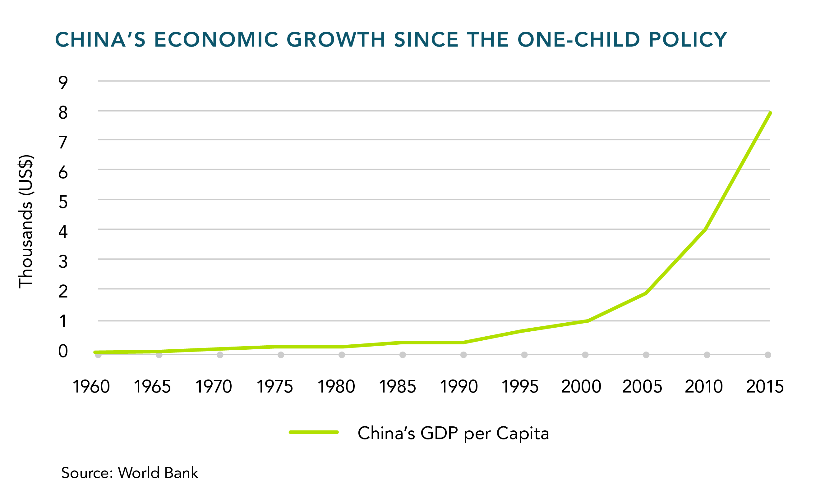 CHINA'S ECONOMIC GROWTH SINCE THE ONE-CHILD POLICY
Thousands (US$)
9
8
7
6
5
4
3
2
1
0
1960 1965 1970 1975 1980 1985 1990 1995 2000 2005 2010 2015
China's GDP per Capita
Source: World Bank